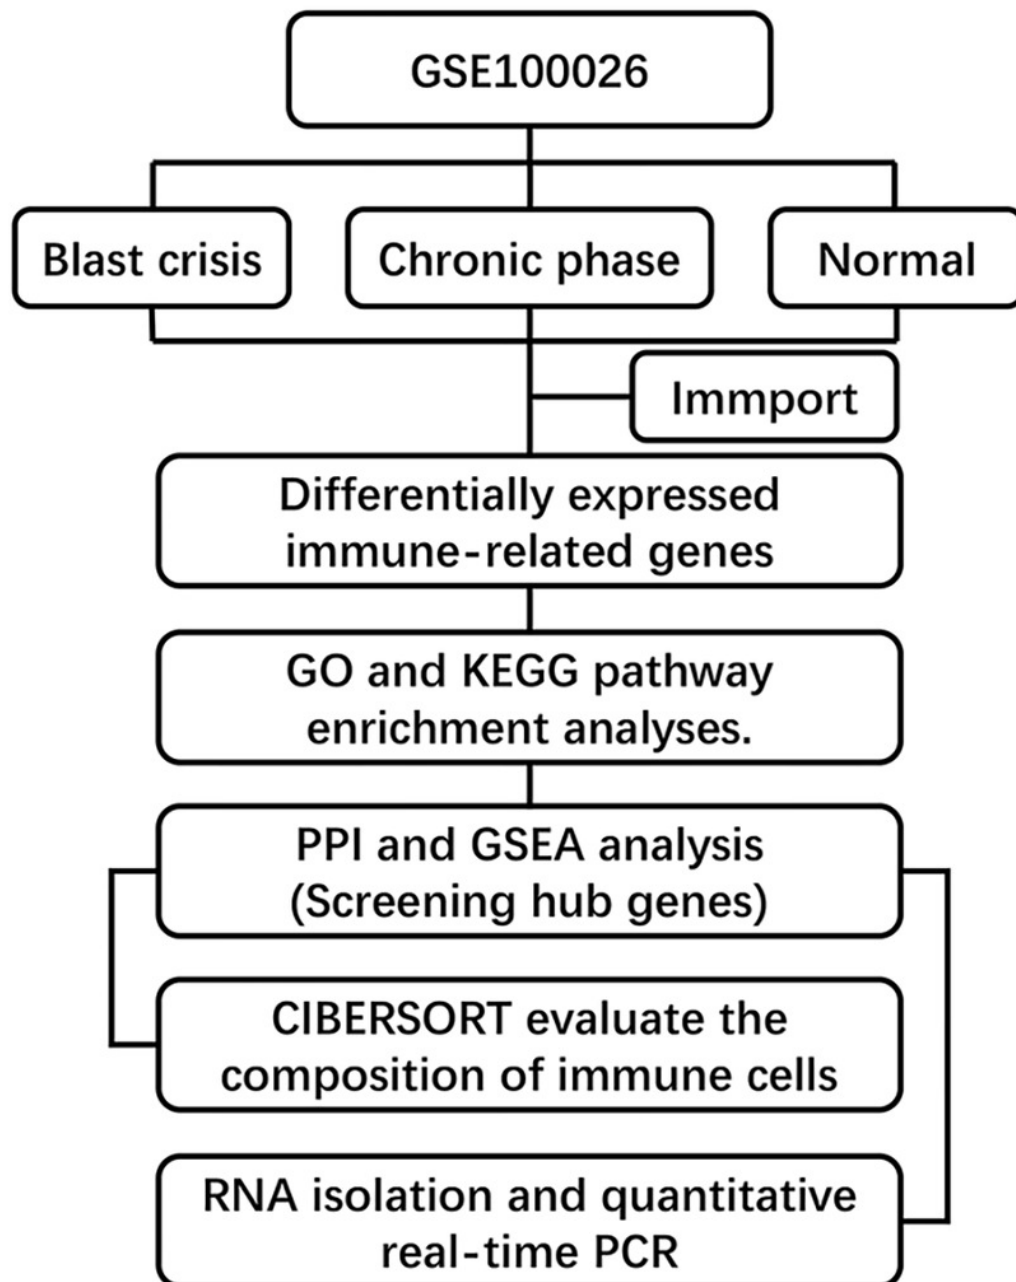 GSE100026
Blast crisis
Chronic phase
Normal
Immport
Differentially expressed
immune-related genes
GO and KEGG pathway
enrichment analyses.
PPI and GSEA analysis
(Screening hub genes)
CIBERSORT evaluate the
composition of immune cells
RNA isolation and quantitative
real-time PCR